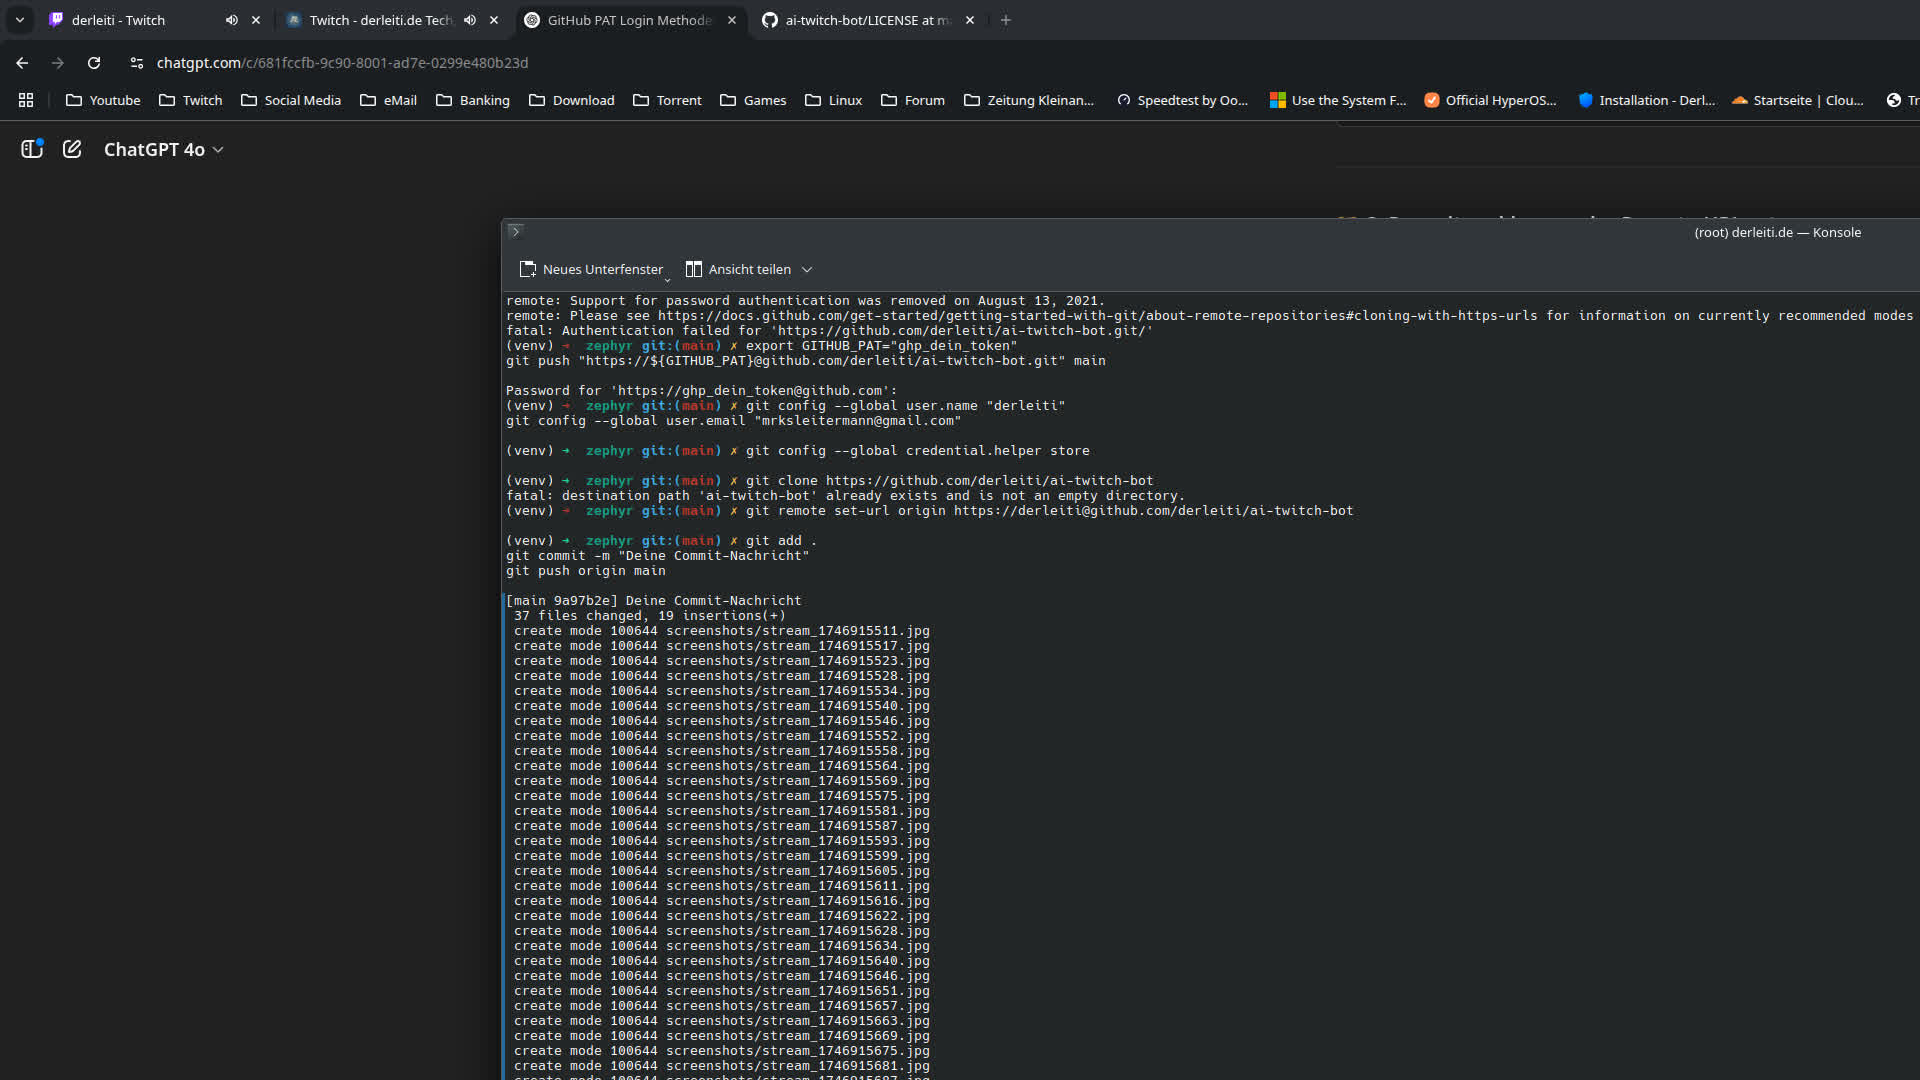 derleiti - Twitch
Twitch - derleiti.de Tech
GitHub PAT Login Methode
ai-twitch-bot/LICENSE at m
chatgpt.com/c/681fccfb-9c90-8001-ad7e-0299e480b23d
Youtube
Twitch
Social Media
eMail
Banking
Download
Torrent
Games
Linux
Forum
Zeitung Kleinan...
Speedtest by Oo...
Use the System F...
Official HyperOS...
Installation - Derl...
Startseite | Clou...
Tr
ChatGPT 4o
(root) derleiti.de — Konsole
Neues Unterfenster
Ansicht teilen
remote: Support for password authentication was removed on August 13, 2021.
remote: Please see https://docs.github.com/get-started/getting-started-with-git/about-remote-repositories#cloning-with-https-urls for information on currently recommended modes
fatal: Authentication failed for 'https://github.com/derleiti/ai-twitch-bot.git/'
(venv) ➜  zephyr git:(main) ✗ export GITHUB_PAT="ghp_dein_token"
git push "https://${GITHUB_PAT}@github.com/derleiti/ai-twitch-bot.git" main
Password for 'https://ghp_dein_token@github.com':
(venv) ➜  zephyr git:(main) ✗ git config --global user.name "derleiti"
git config --global user.email "mrksleitermann@gmail.com"
(venv) ➜  zephyr git:(main) ✗ git config --global credential.helper store
(venv) ➜  zephyr git:(main) ✗ git clone https://github.com/derleiti/ai-twitch-bot
fatal: destination path 'ai-twitch-bot' already exists and is not an empty directory.
(venv) ➜  zephyr git:(main) ✗ git remote set-url origin https://derleiti@github.com/derleiti/ai-twitch-bot
(venv) ➜  zephyr git:(main) ✗ git add .
git commit -m "Deine Commit-Nachricht"
git push origin main
[main 9a97b2e] Deine Commit-Nachricht
37 files changed, 19 insertions(+)
create mode 100644 screenshots/stream_1746915511.jpg
create mode 100644 screenshots/stream_1746915517.jpg
create mode 100644 screenshots/stream_1746915523.jpg
create mode 100644 screenshots/stream_1746915528.jpg
create mode 100644 screenshots/stream_1746915534.jpg
create mode 100644 screenshots/stream_1746915540.jpg
create mode 100644 screenshots/stream_1746915546.jpg
create mode 100644 screenshots/stream_1746915552.jpg
create mode 100644 screenshots/stream_1746915558.jpg
create mode 100644 screenshots/stream_1746915564.jpg
create mode 100644 screenshots/stream_1746915569.jpg
create mode 100644 screenshots/stream_1746915575.jpg
create mode 100644 screenshots/stream_1746915581.jpg
create mode 100644 screenshots/stream_1746915587.jpg
create mode 100644 screenshots/stream_1746915593.jpg
create mode 100644 screenshots/stream_1746915599.jpg
create mode 100644 screenshots/stream_1746915605.jpg
create mode 100644 screenshots/stream_1746915611.jpg
create mode 100644 screenshots/stream_1746915616.jpg
create mode 100644 screenshots/stream_1746915622.jpg
create mode 100644 screenshots/stream_1746915628.jpg
create mode 100644 screenshots/stream_1746915634.jpg
create mode 100644 screenshots/stream_1746915640.jpg
create mode 100644 screenshots/stream_1746915646.jpg
create mode 100644 screenshots/stream_1746915651.jpg
create mode 100644 screenshots/stream_1746915657.jpg
create mode 100644 screenshots/stream_1746915663.jpg
create mode 100644 screenshots/stream_1746915669.jpg
create mode 100644 screenshots/stream_1746915675.jpg
create mode 100644 screenshots/stream_1746915681.jpg